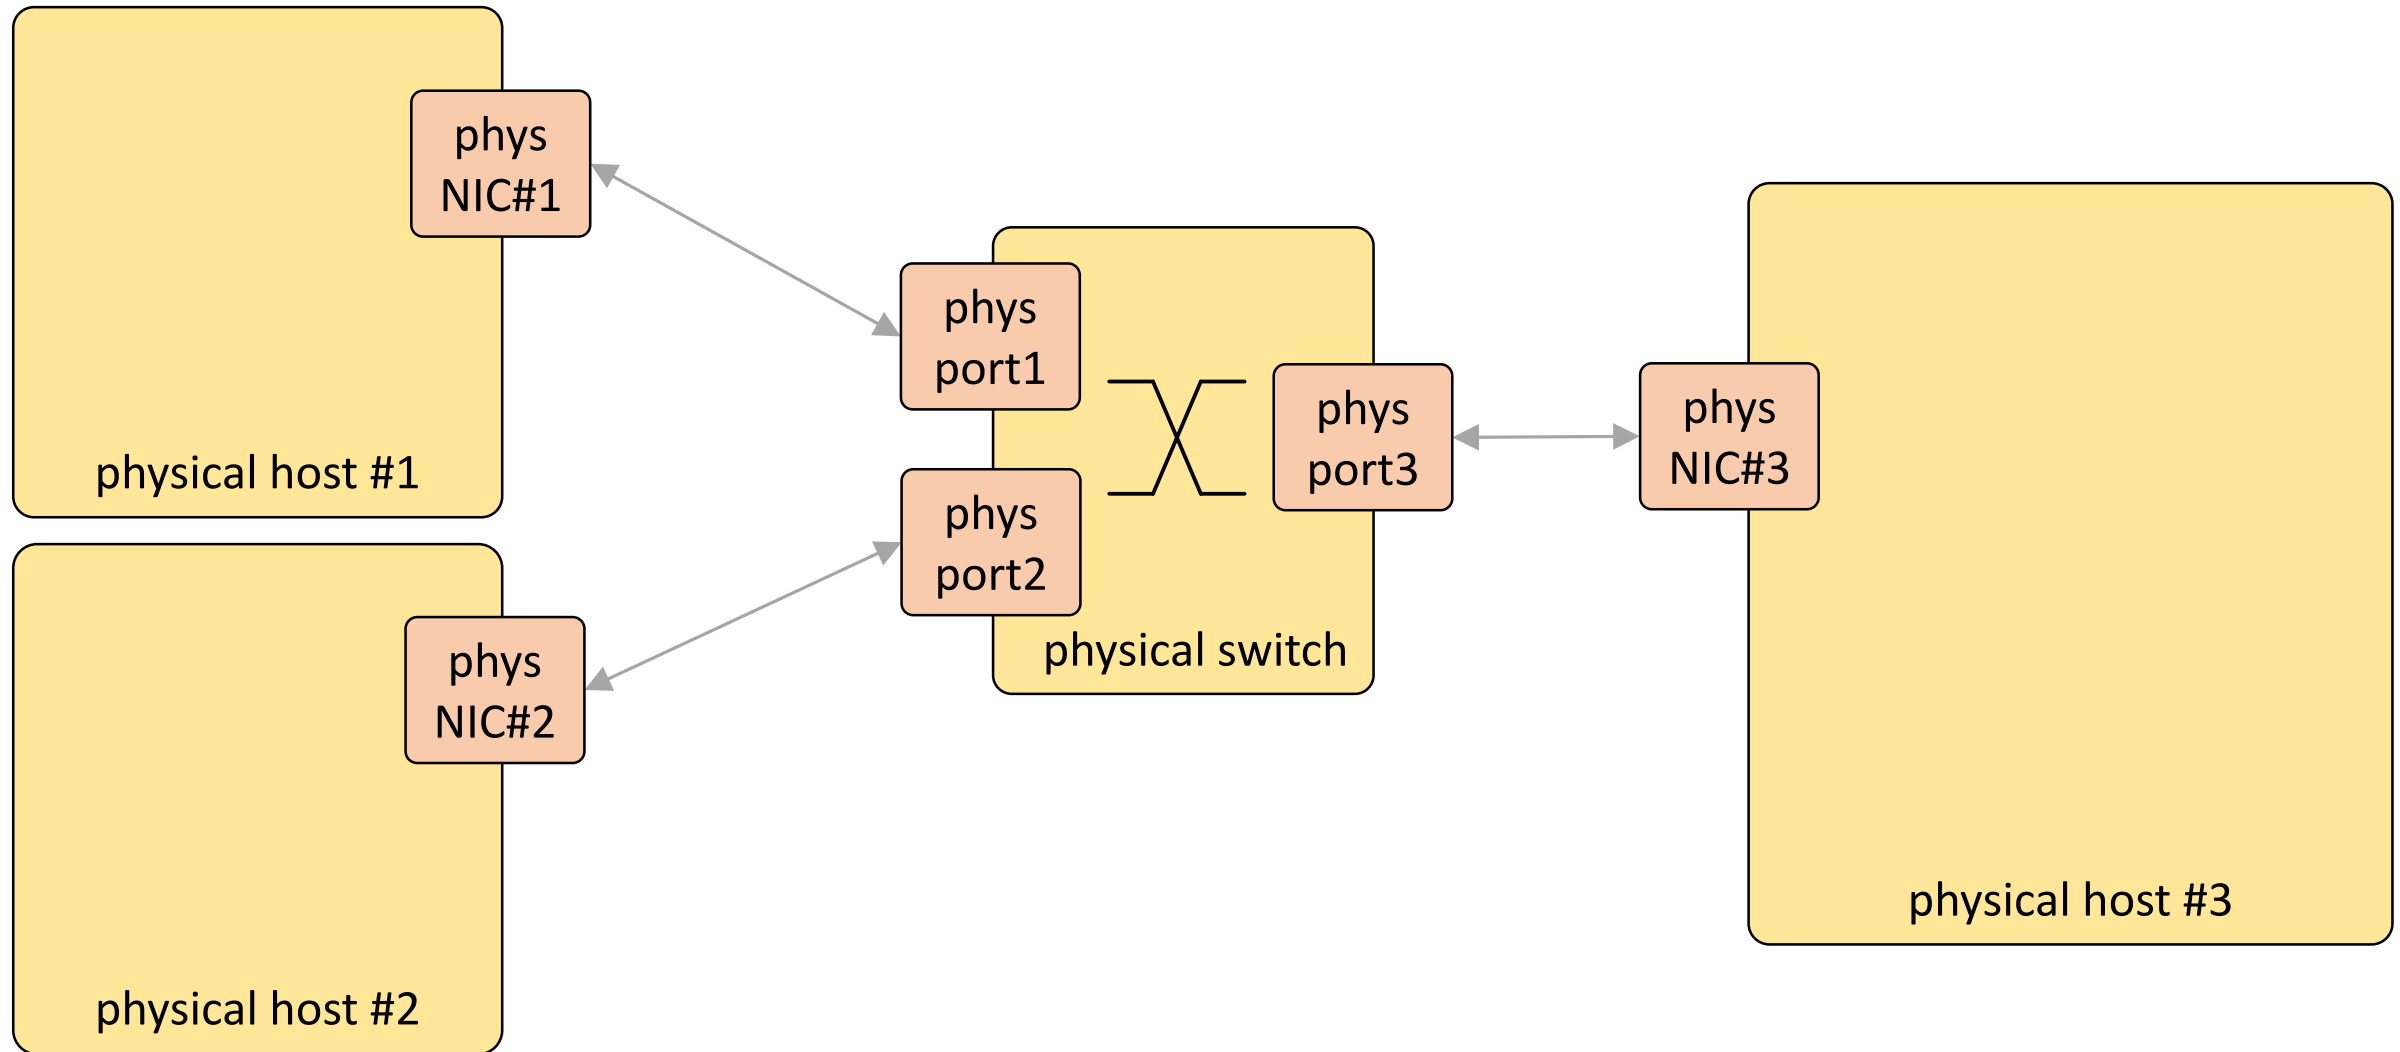 phys
NIC#1
physical host #1
phys
NIC#2
physical host #2
phys
port1
phys
port2
phys
port3
physical switch
phys
NIC#3
physical host #3